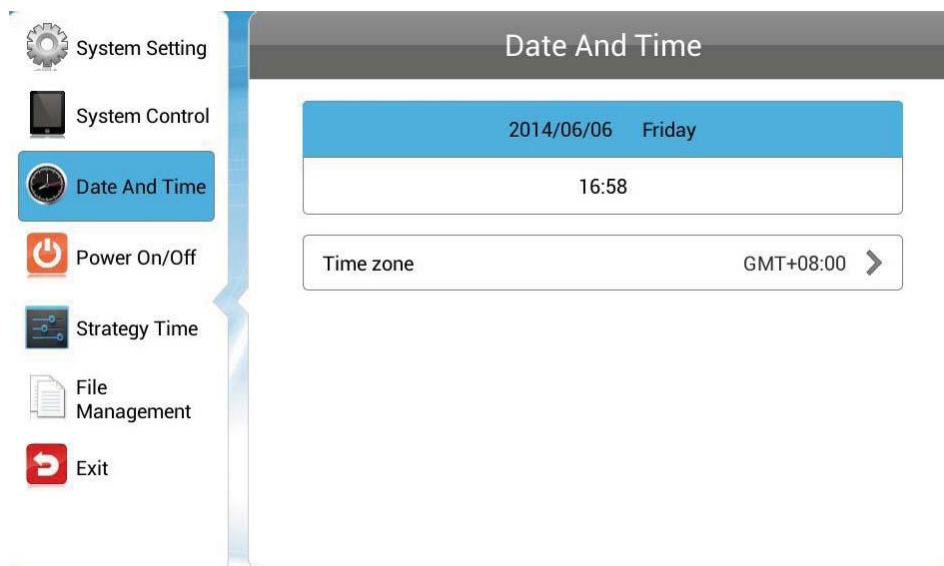 System Setting
System Control
Date And Time
Power On/Off
Strategy Time
File
Management
Exit
Date And Time
2014/06/06 Friday
16:58
Time zone GMT+08:00